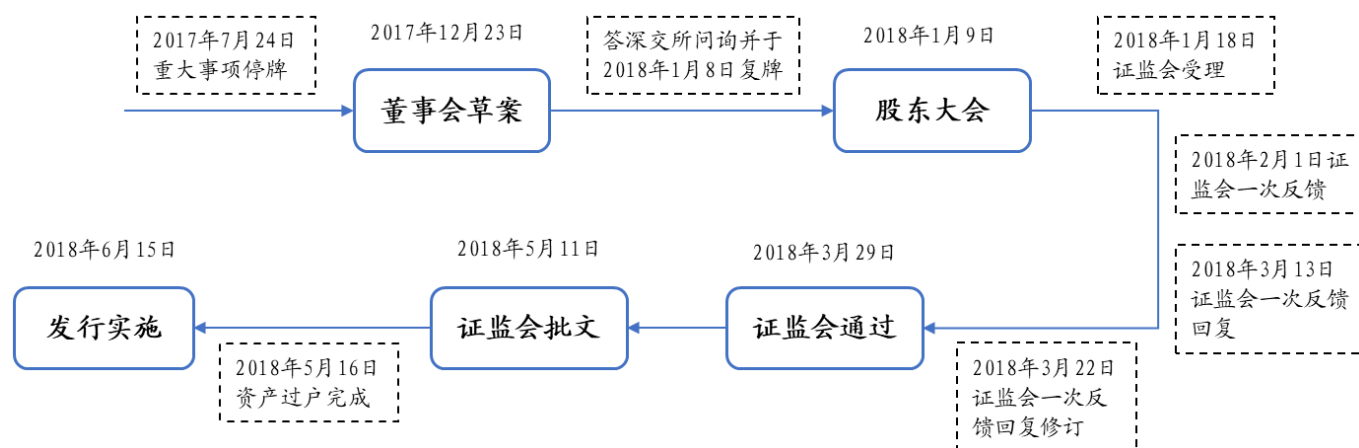 2017年7月24日
重大事项停牌
2017年12月23日
董事会草案
答深交所问询并于
2018年1月8日复牌
2018年1月9日
股东大会
2018年1月18日
证监会受理
2018年2月1日证
监会一次反馈
2018年3月13日
证监会一次反馈
回复
2018年3月22日
证监会一次反
馈回复修订
2018年3月29日
证监会通过
2018年5月11日
证监会批文
2018年5月16日
资产过户完成
2018年6月15日
发行实施